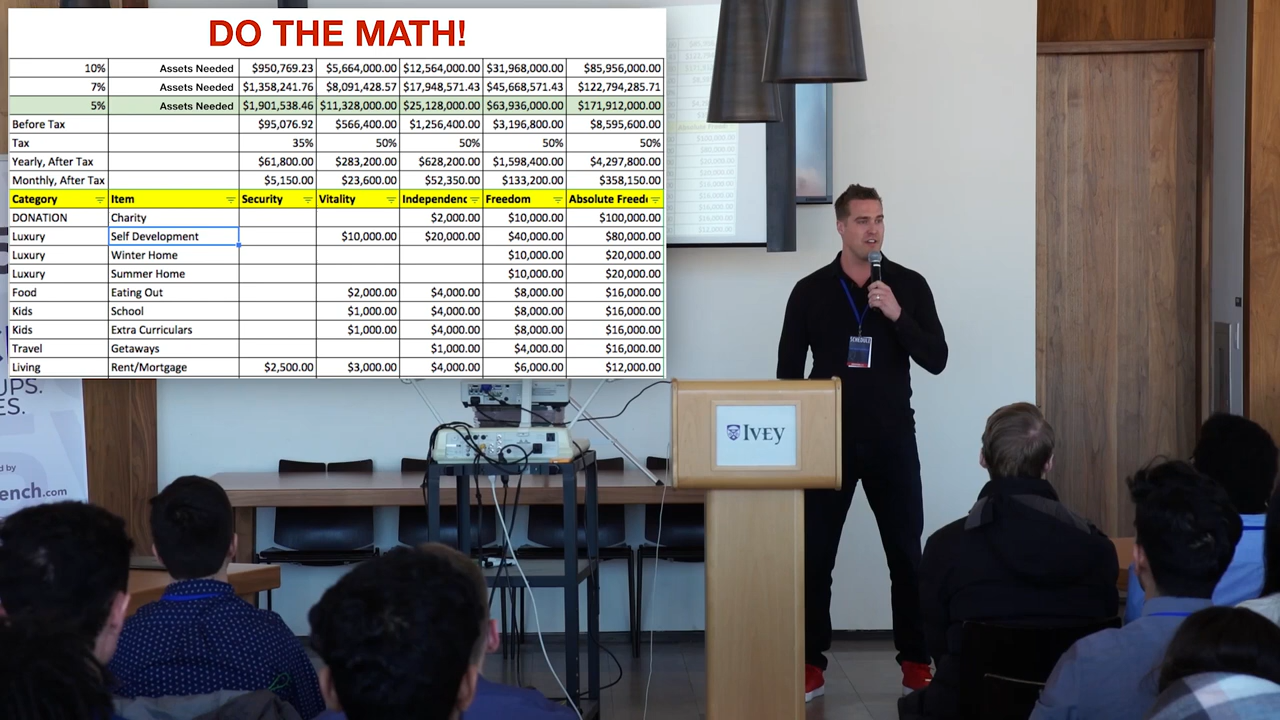 DO THE MATH!
10% Assets Needed $950,769.23 $5,664,000.00 $12,564,000.00 $31,968,000.00 $85,956,000.00
7% Assets Needed $1,358,241.76 $8,091,428.57 $17,948,571.43 $45,668,571.43 $122,794,285.71
5% Assets Needed $1,901,538.46 $11,328,000.00 $25,128,000.00 $63,936,000.00 $171,912,000.00
Before Tax $95,076.92 $566,400.00 $1,256,400.00 $3,196,800.00 $8,595,600.00
Tax 35% 50% 50% 50% 50%
Yearly, After Tax $61,800.00 $283,200.00 $628,200.00 $1,598,400.00 $4,297,800.00
Monthly, After Tax $5,150.00 $23,600.00 $52,350.00 $133,200.00 $358,150.00
Category Item Security Vitality Independenc Freedom Absolute Freed
DONATION Charity $2,000.00 $10,000.00 $100,000.00
Luxury Self Development $10,000.00 $20,000.00 $40,000.00 $80,000.00
Luxury Winter Home $10,000.00 $20,000.00
Luxury Summer Home $10,000.00 $20,000.00
Food Eating Out $2,000.00 $4,000.00 $8,000.00 $16,000.00
Kids School $1,000.00 $4,000.00 $8,000.00 $16,000.00
Kids Extra Curriculars $1,000.00 $4,000.00 $8,000.00 $16,000.00
Travel Getaways $1,000.00 $4,000.00 $16,000.00
Living Rent/Mortgage $2,500.00 $3,000.00 $4,000.00 $6,000.00 $12,000.00
UPS.
ES.
d by
ench.com
IVEY
SCHEDULE